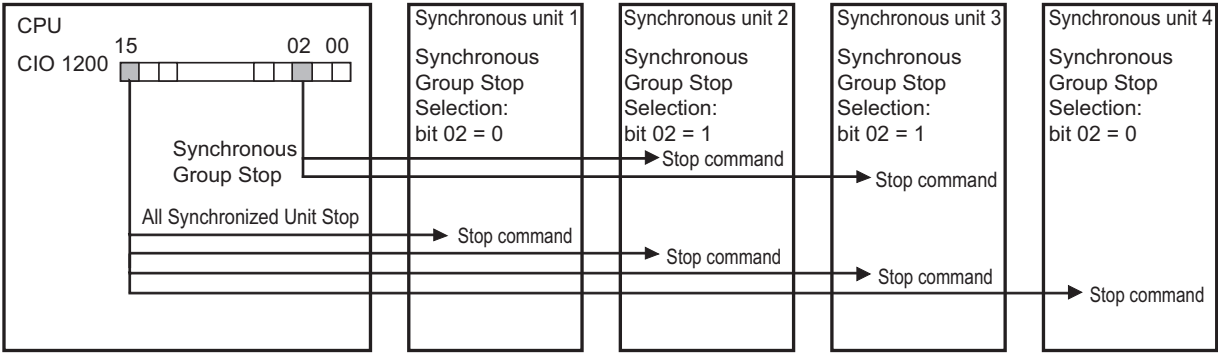 CPU
15 02 00
CIO 1200
Synchronous
Group Stop
All Synchronized Unit Stop
Synchronous unit 1
Synchronous
Group Stop
Selection:
bit 02 = 0
Stop command
Synchronous unit 2
Synchronous
Group Stop
Selection:
bit 02 = 1
Stop command
Stop command
Synchronous unit 3
Synchronous
Group Stop
Selection:
bit 02 = 1
Stop command
Stop command
Synchronous unit 4
Synchronous
Group Stop
Selection:
bit 02 = 0
Stop command